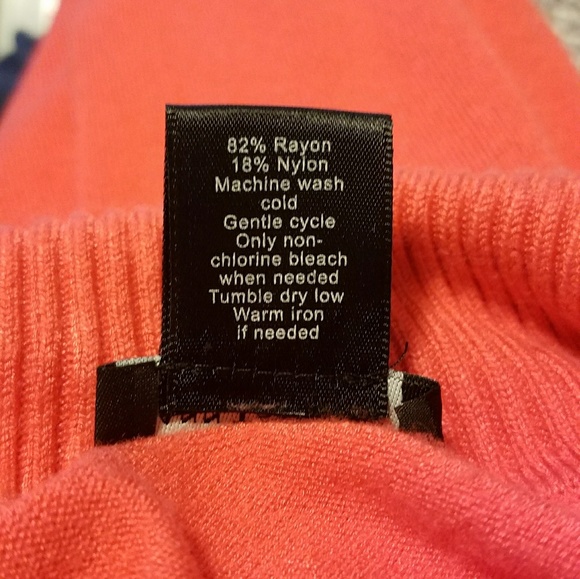 82% Rayon
18% Nylon
Machine wash
cold
Gentle cycle
Only non-
chlorine bleach
when needed
Tumble dry low
Warm iron
if needed